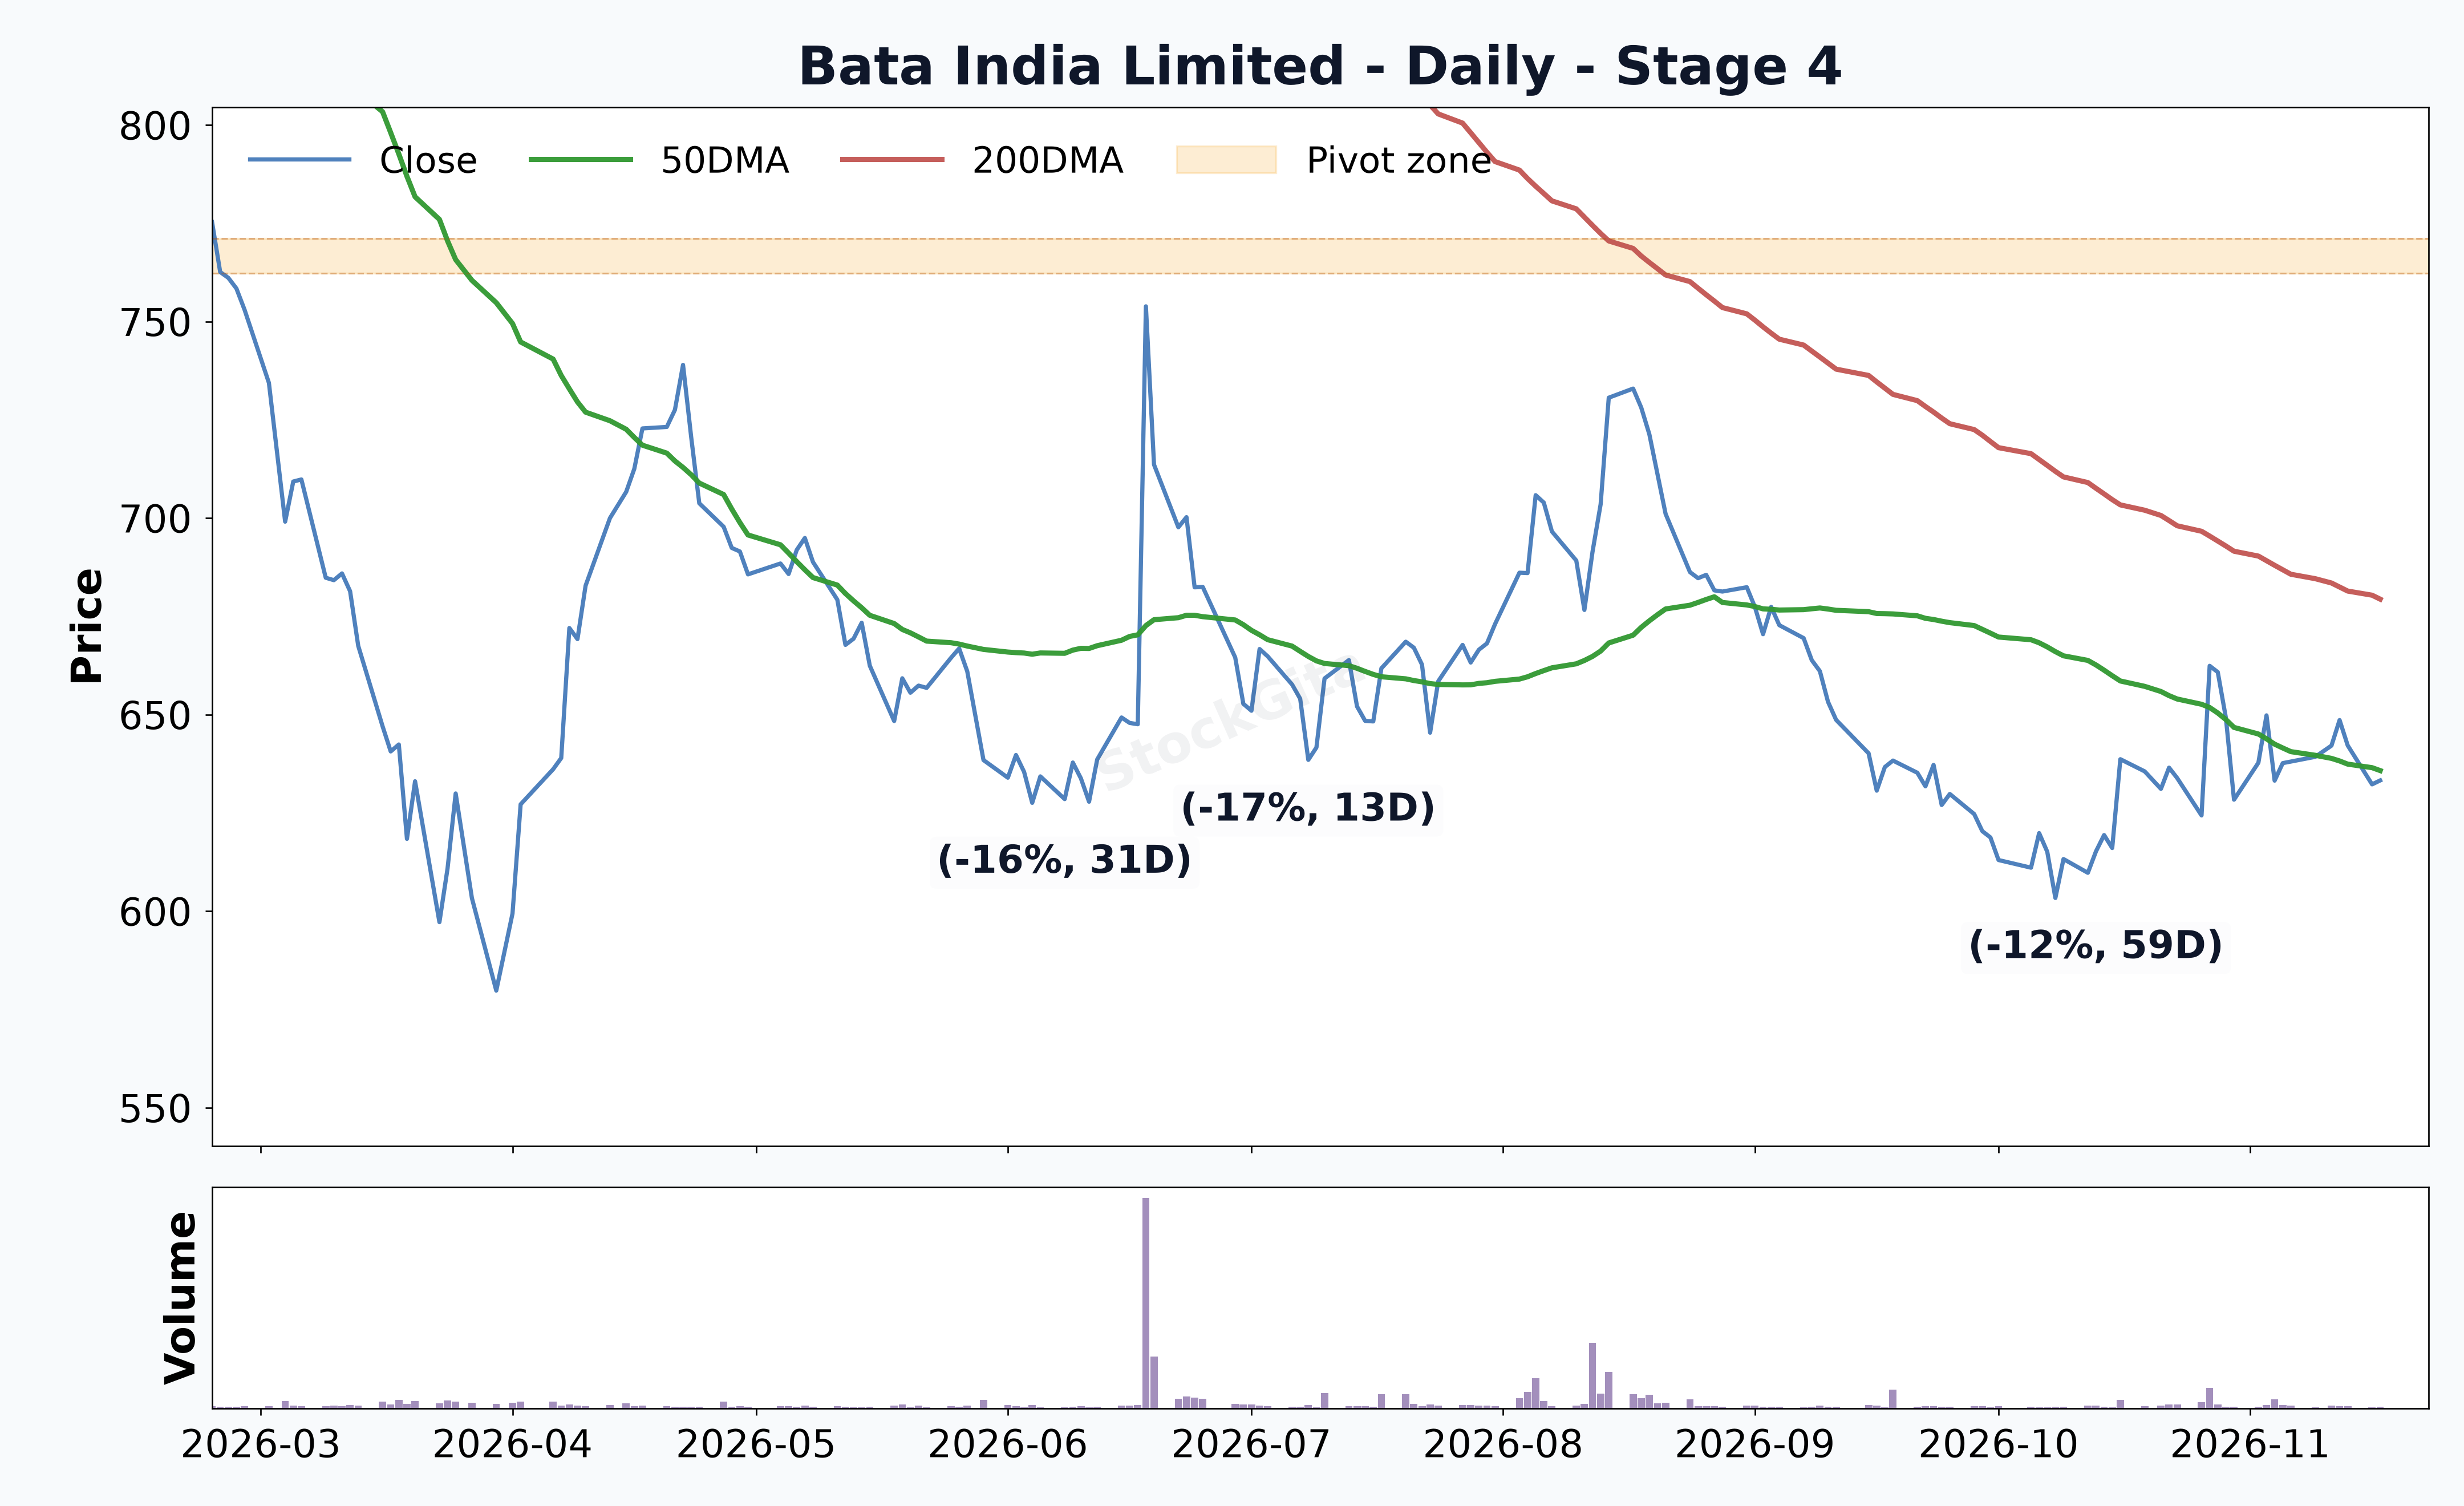 Bata India Limited - Daily - Stage 4
Close 50DMA 200DMA Pivot zone
800
750
700
650
600
550
Price
StockGita
(-17%, 13D)
(-16%, 31D)
(-12%, 59D)
Volume
2026-03 2026-04 2026-05 2026-06 2026-07 2026-08 2026-09 2026-10 2026-11